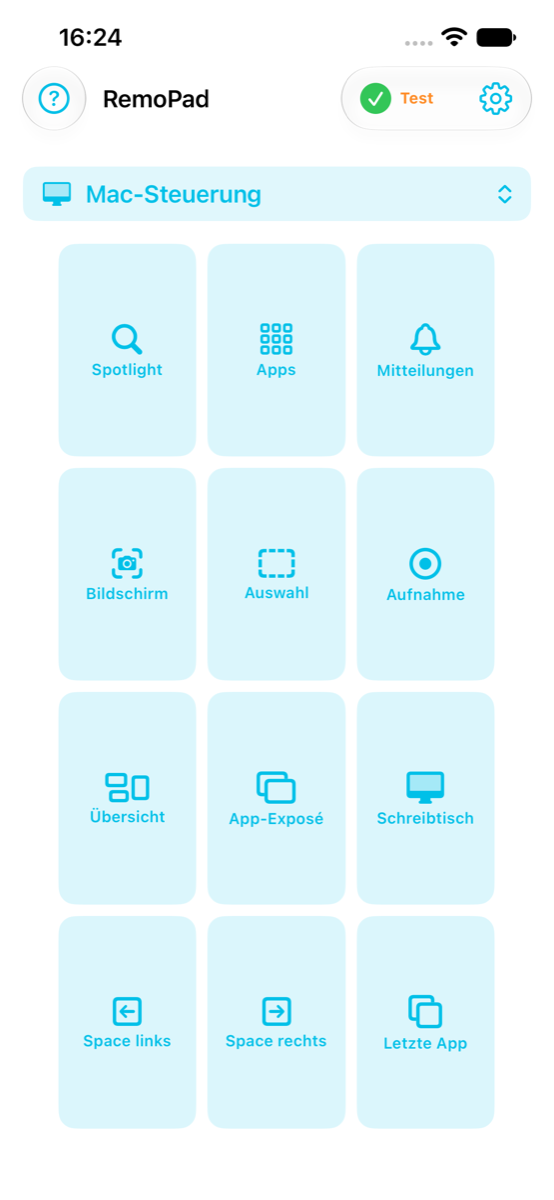 16:24
RemoPad
Test
Mac-Steuerung
Spotlight
Apps
Mitteilungen
Bildschirm
Auswahl
Aufnahme
Übersicht
App-Exposé
Schreibtisch
Space links
Space rechts
Letzte App